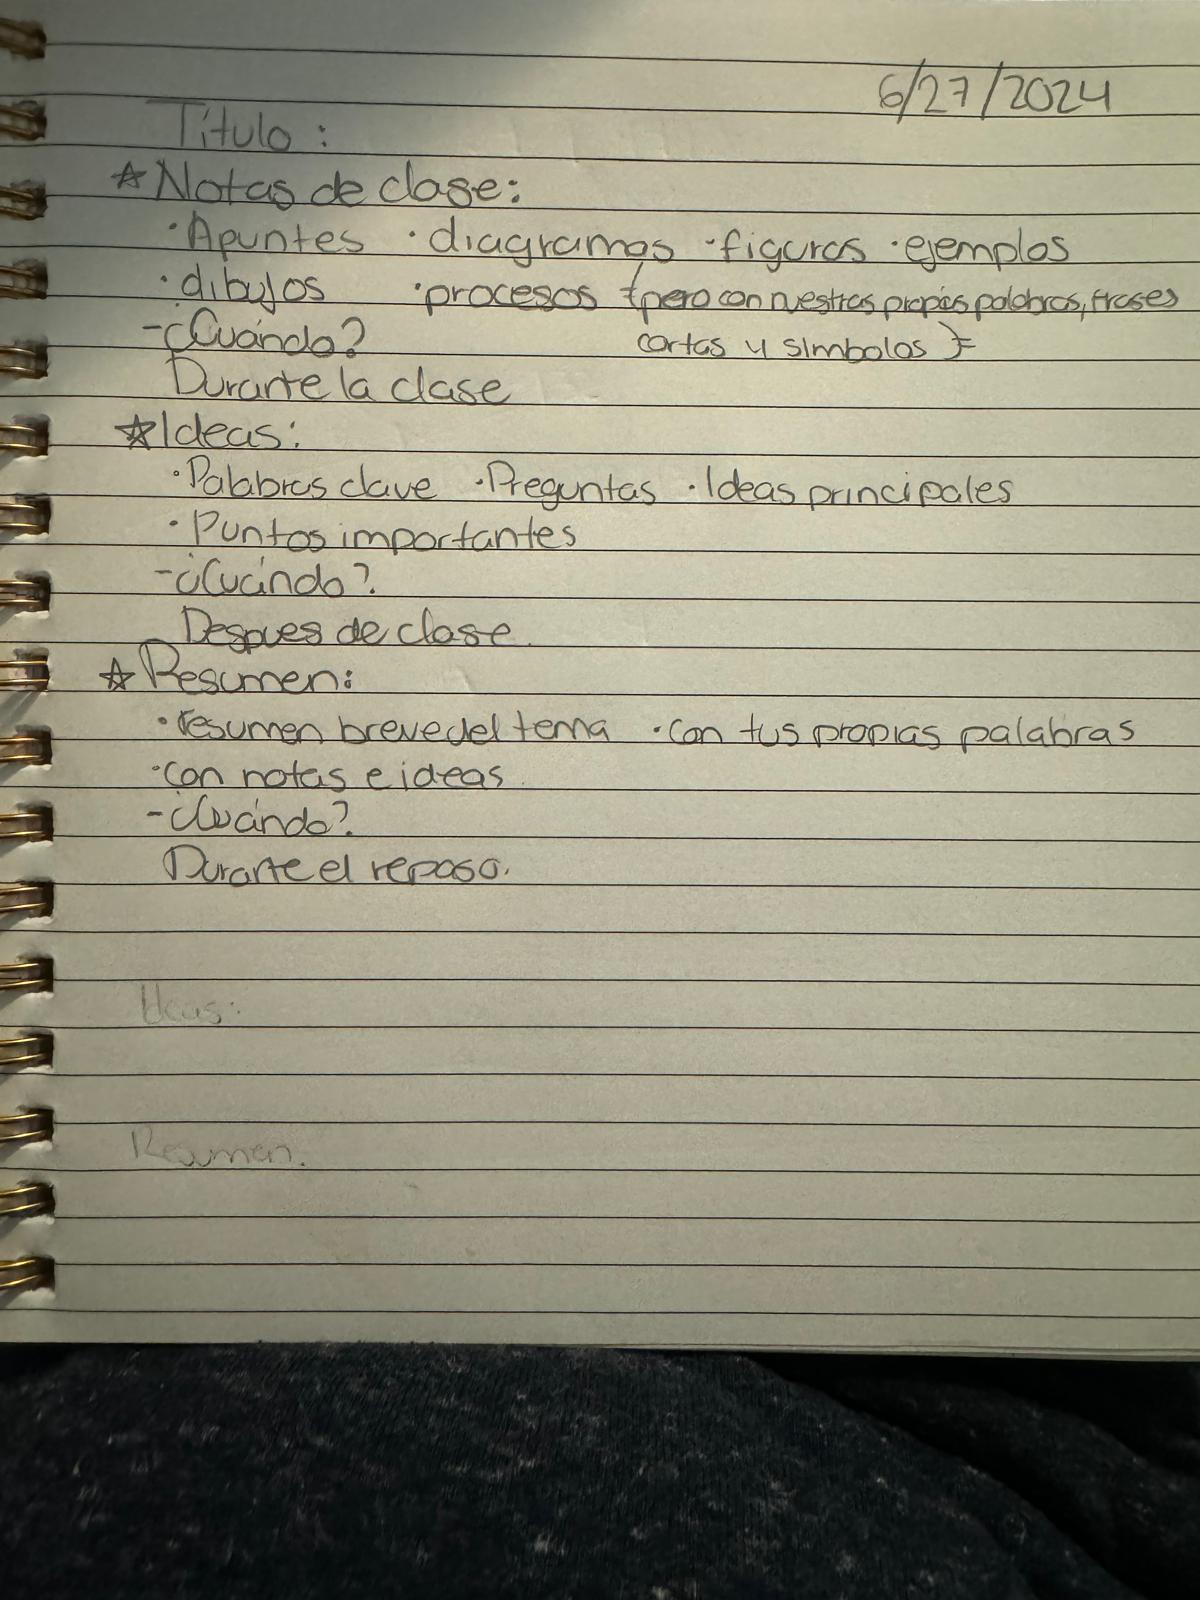 6/27/2024
Título :
☆ Notas de clase:
· Apuntes · diagramas · figuras · ejemplos
· dibujos · procesos {pero con nuestras propias palabras, frases
cortas y simbolos }
- ¿Cuándo?
Durante la clase
☆ Ideas:
· Palabras clave · Preguntas · Ideas principales
· Puntos importantes
- ¿Cuándo?
Despues de clase.
☆ Resumen:
· resumen breve del tema · con tus propias palabras
· con notas e ideas.
- ¿Cuándo?
Durante el reposo.
Ideas:
Resumen.